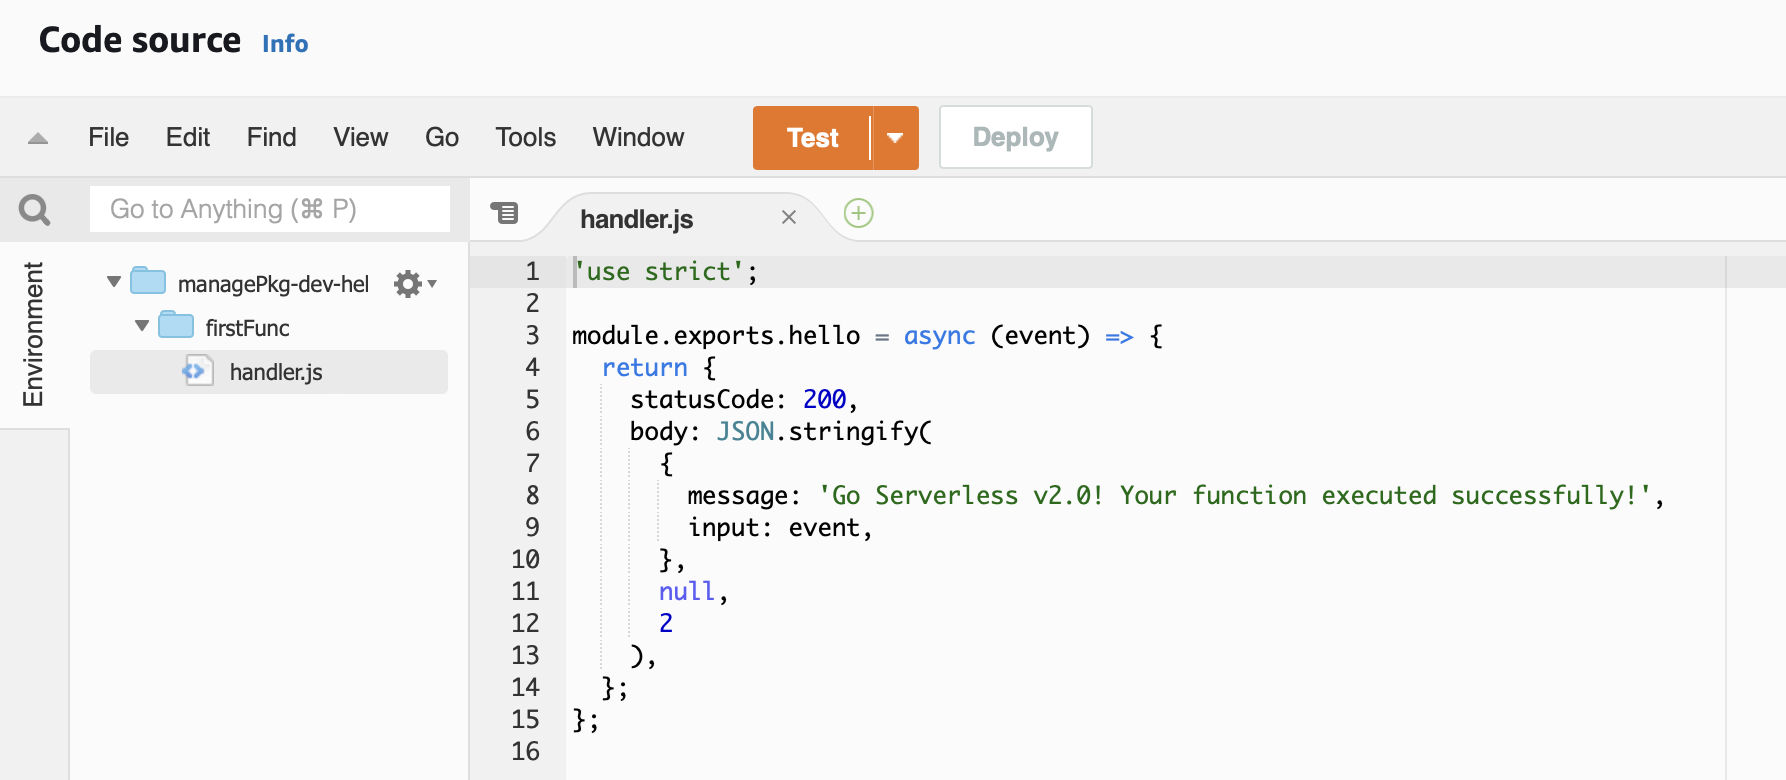 Code source Info
File Edit Find View Go Tools Window Test Deploy
Go to Anything (⌘ P)
handler.js
Environment
managePkg-dev-hel
firstFunc
handler.js
1 'use strict';
2
3 module.exports.hello = async (event) => {
4   return {
5     statusCode: 200,
6     body: JSON.stringify(
7       {
8         message: 'Go Serverless v2.0! Your function executed successfully!',
9         input: event,
10       },
11       null,
12       2
13     ),
14   };
15 };
16